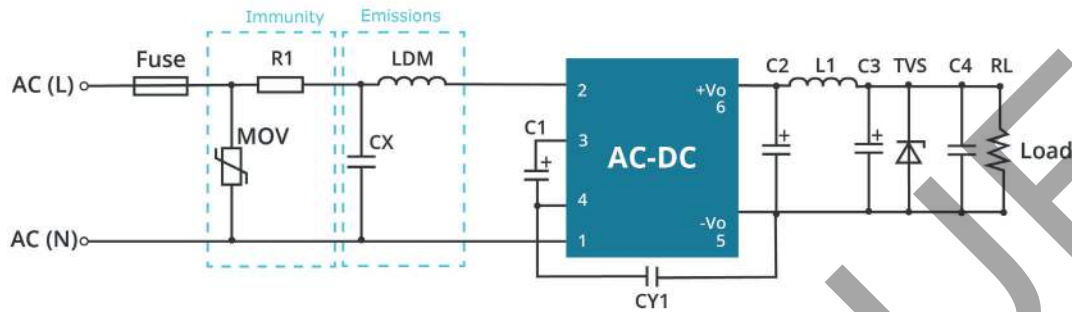 Immunity Emissions
Fuse R1 LDM C2 L1 C3 TVS C4 RL
AC (L) 2 +Vo
6
MOV CX C1 3 AC-DC Load
4
AC (N) 1 -Vo
5
CY1